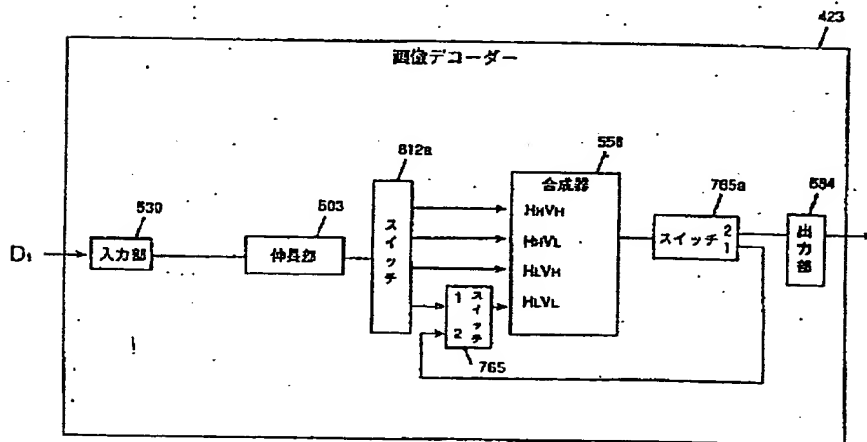 423
画像デコーダー
812a
556
合成器
765a
584
530
503
D₁
入力部
伸長部
スイッチ
HHVH
HHVL
HLVH
HLVL
スイッチ
2
1
出力部
1
2
スイッチ
765